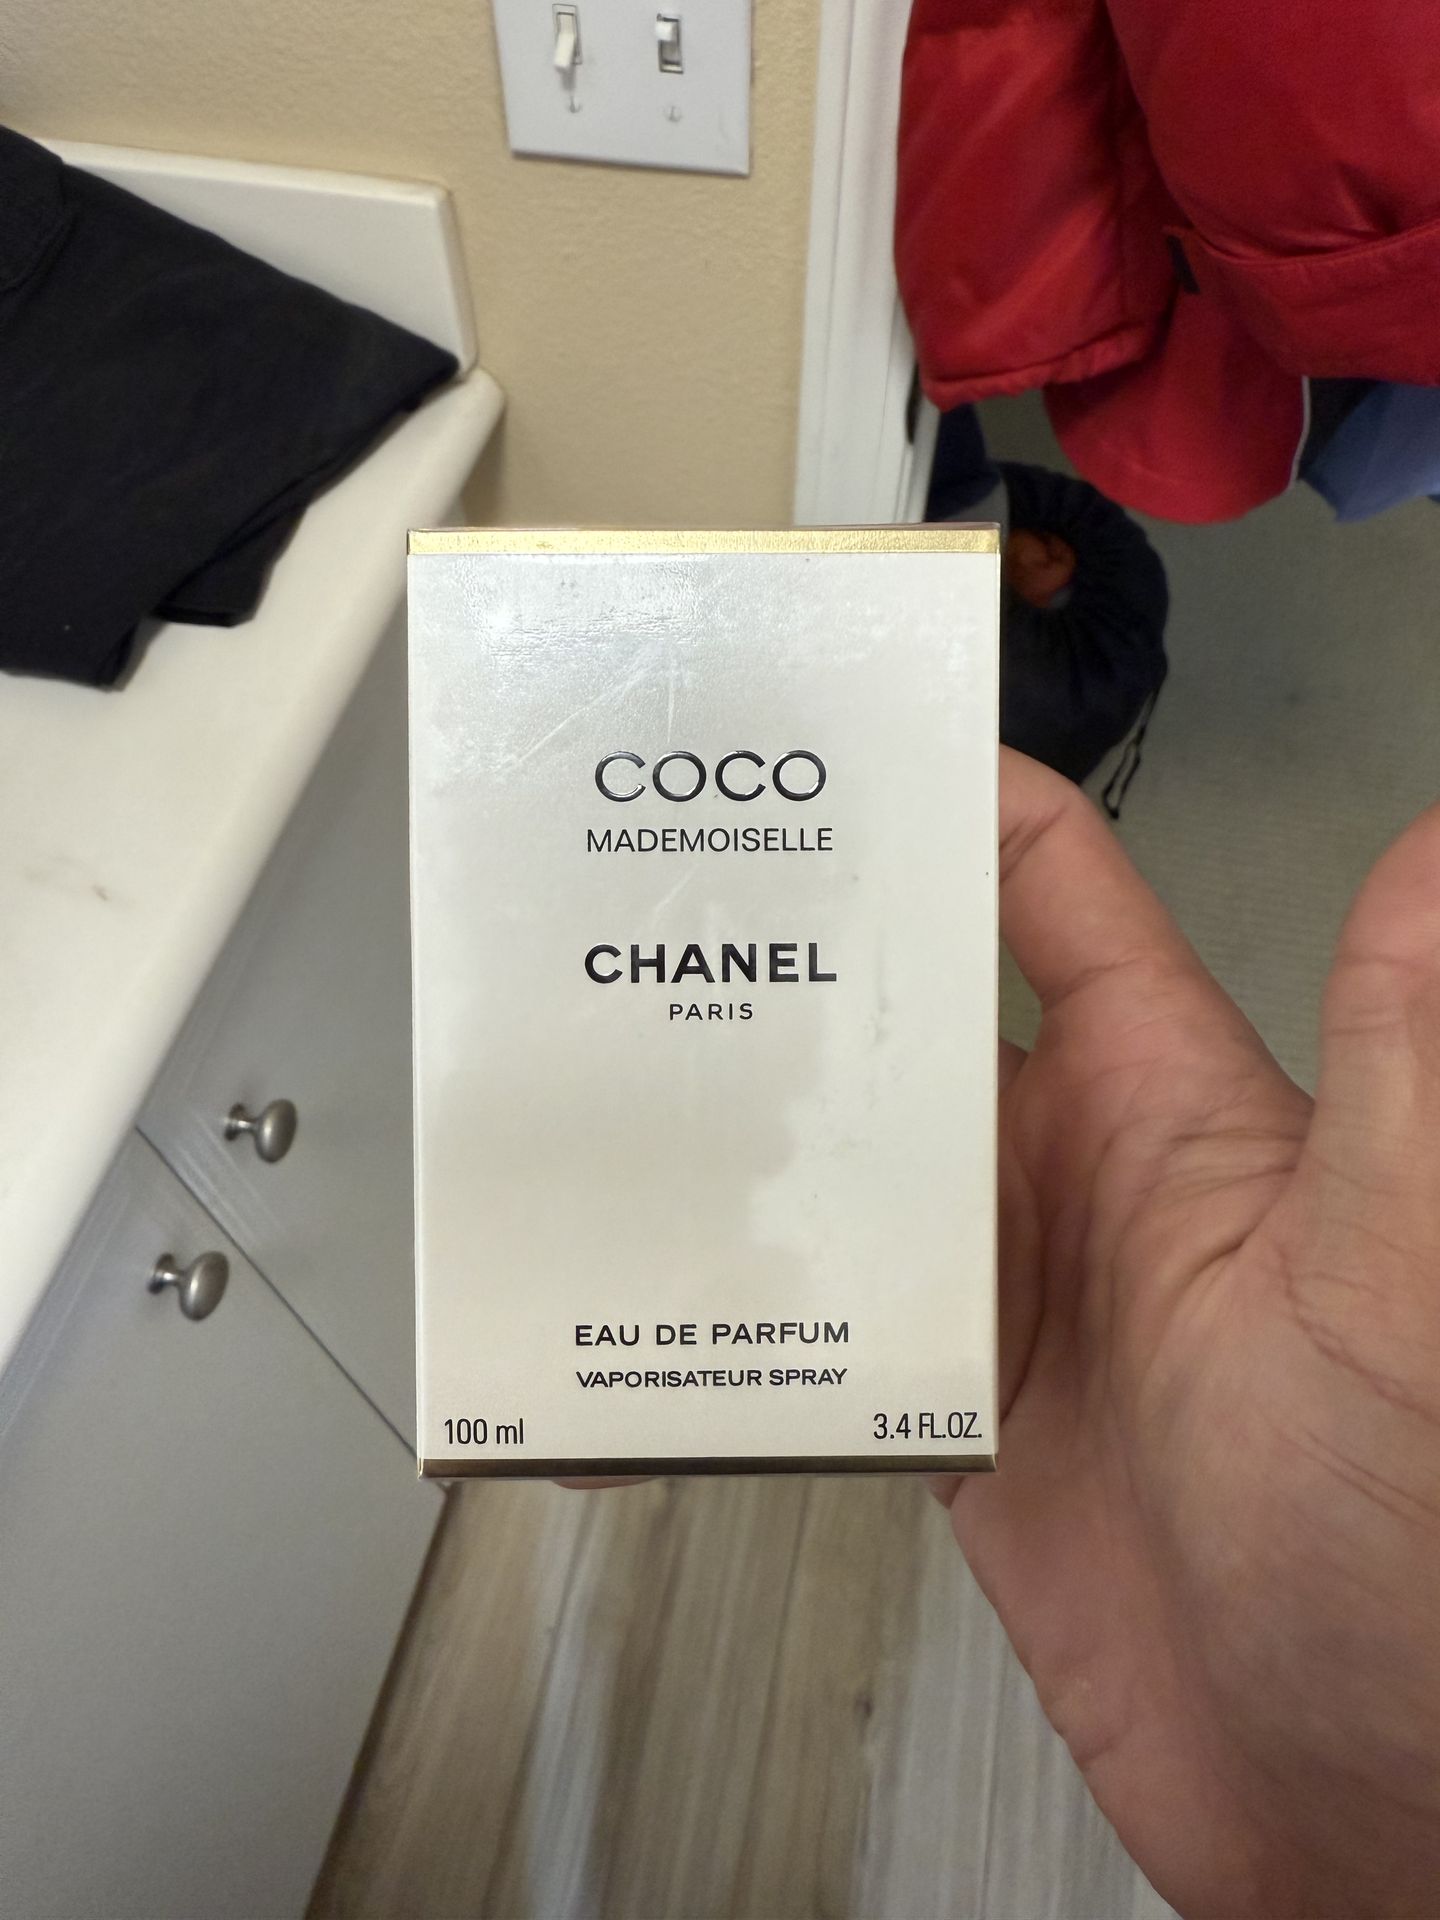 COCO
MADEMOISELLE
CHANEL
PARIS
EAU DE PARFUM
VAPORISATEUR SPRAY
100 ml 3.4 FL.OZ.